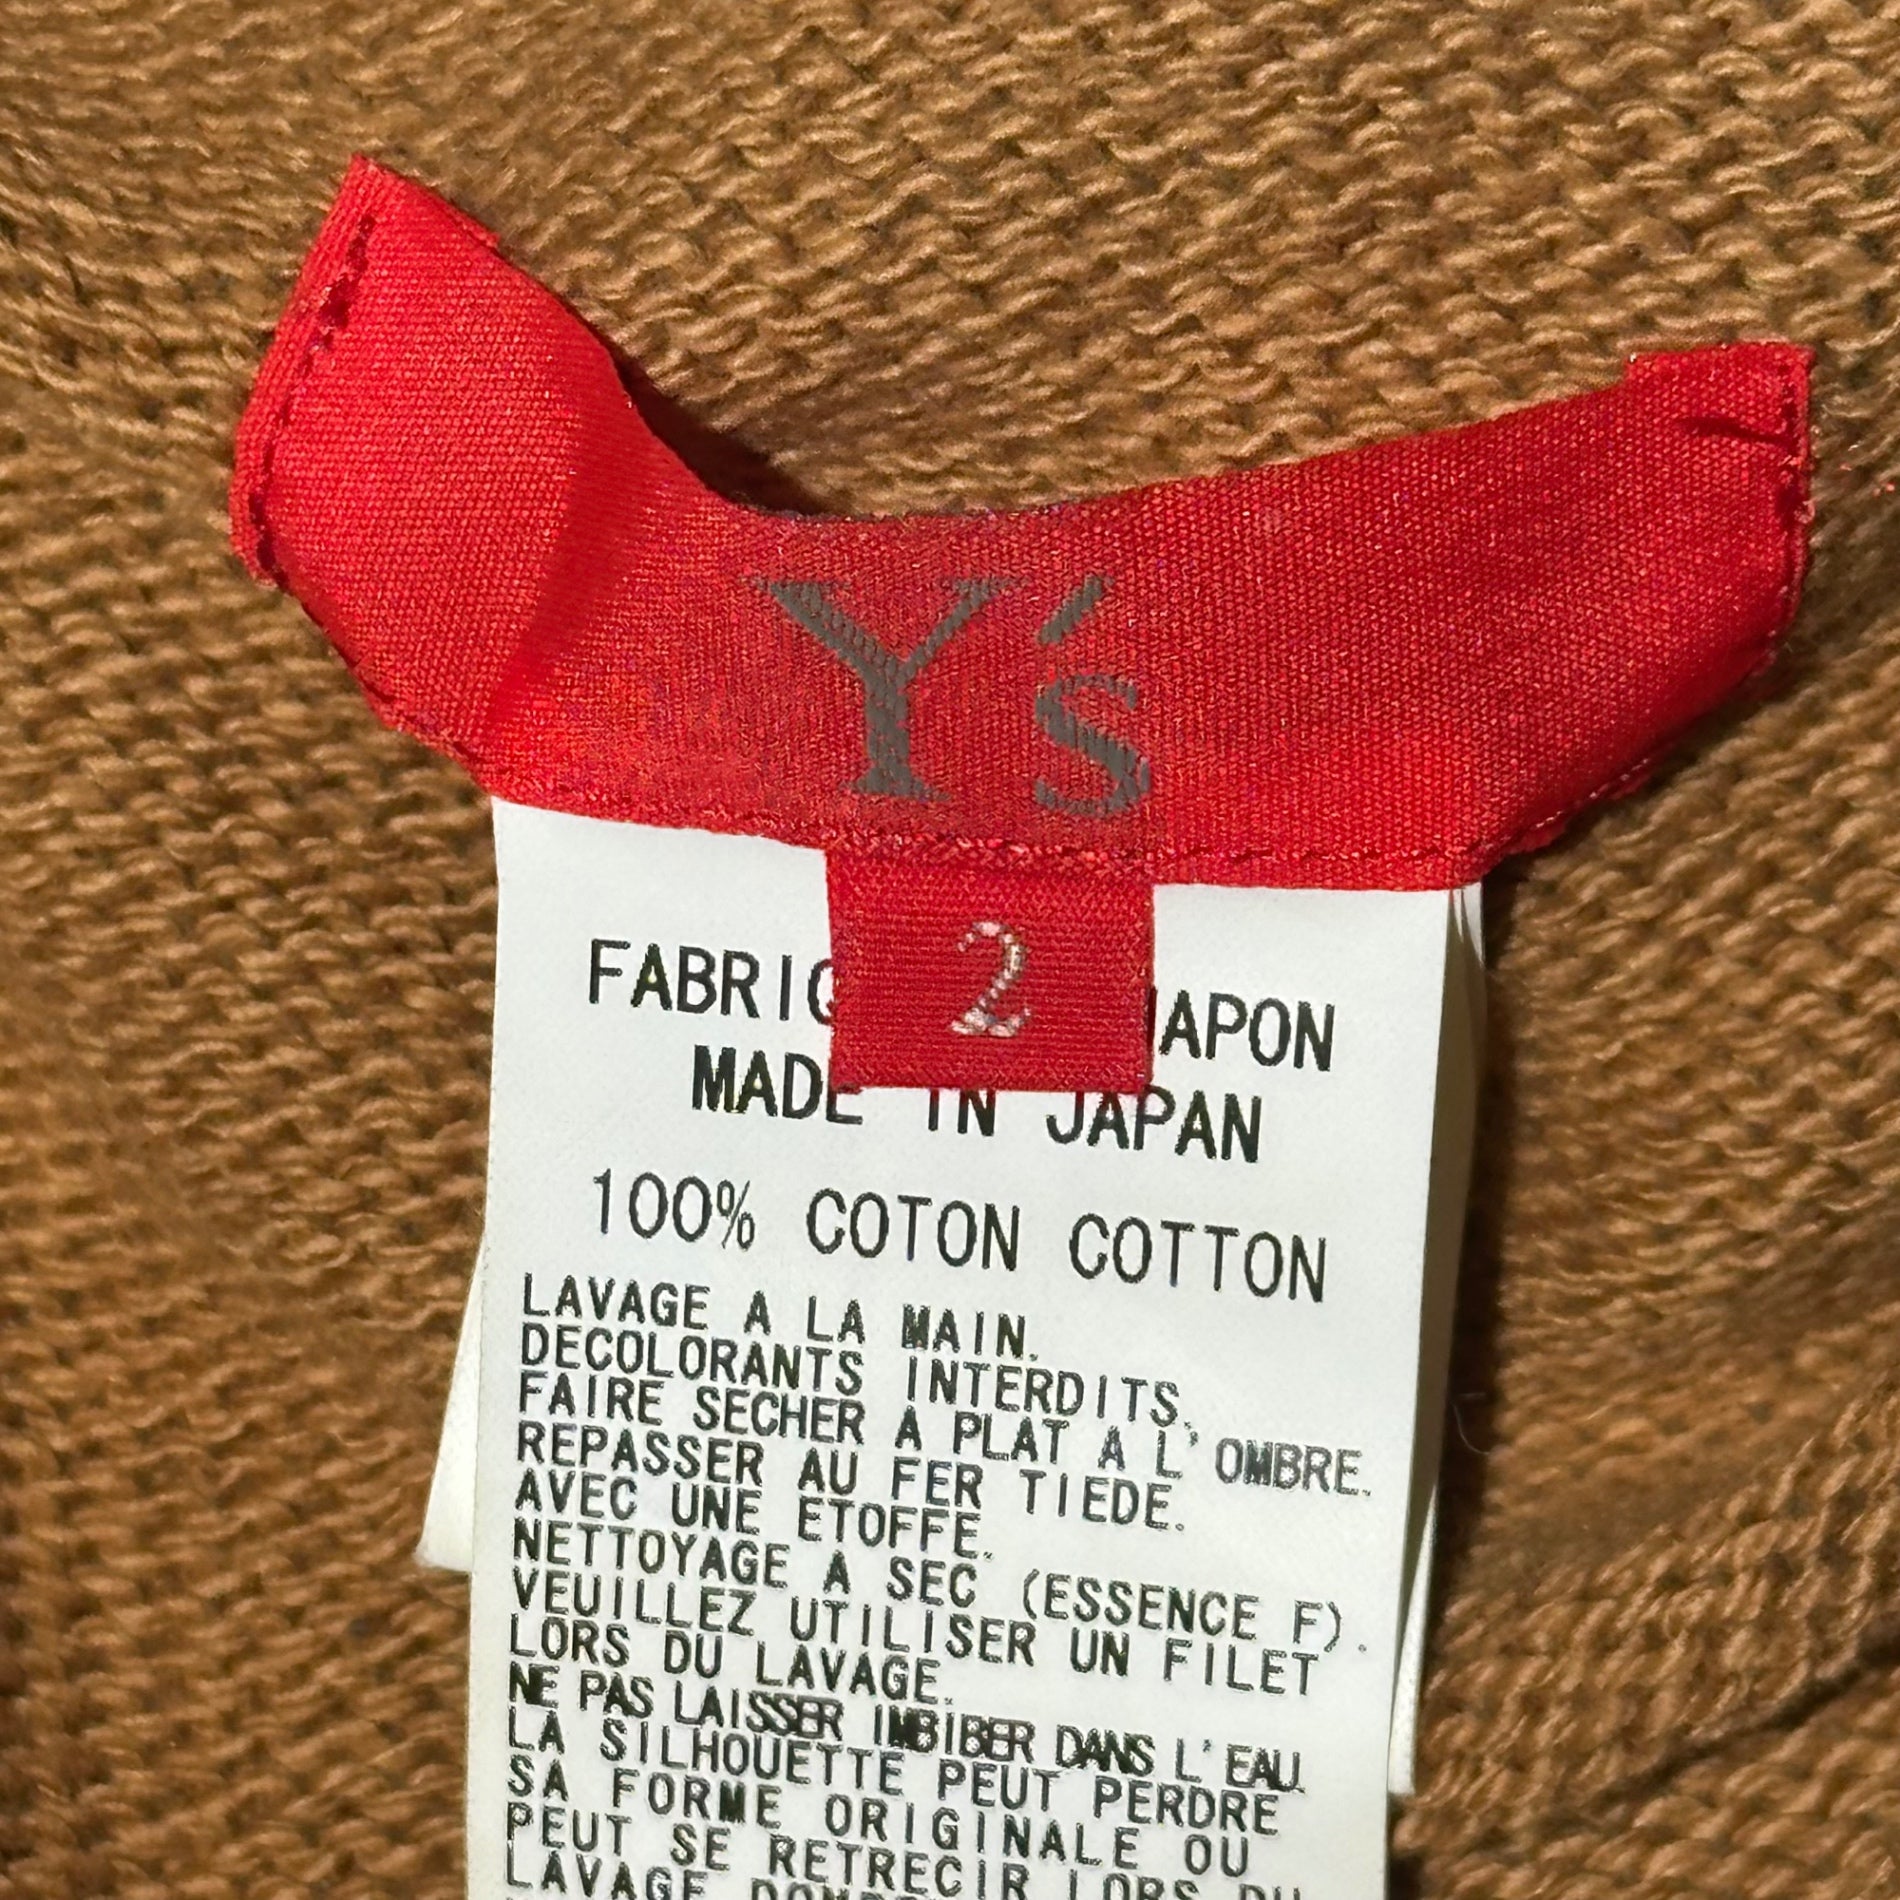 Y's
2
APON
MADE IN JAPAN
100% COTON COTTON
LAVAGE A LA MAIN.
DECOLORANTS INTERDITS.
FAIRE SECHER A PLAT A L'OMBRE.
REPASSER AU FER TIEDE.
AVEC UNE ETOFFE.
NETTOYAGE A SEC (ESSENCE F).
VEUILLEZ UTILISER UN FILET
LORS DU LAVAGE.
NE PAS LAISSER IMBIBER DANS L'EAU.
LA SILHOUETTE PEUT PERDRE
SA FORME ORIGINALE OU
PEUT SE RETRECIR LORS DU
LAVAGE